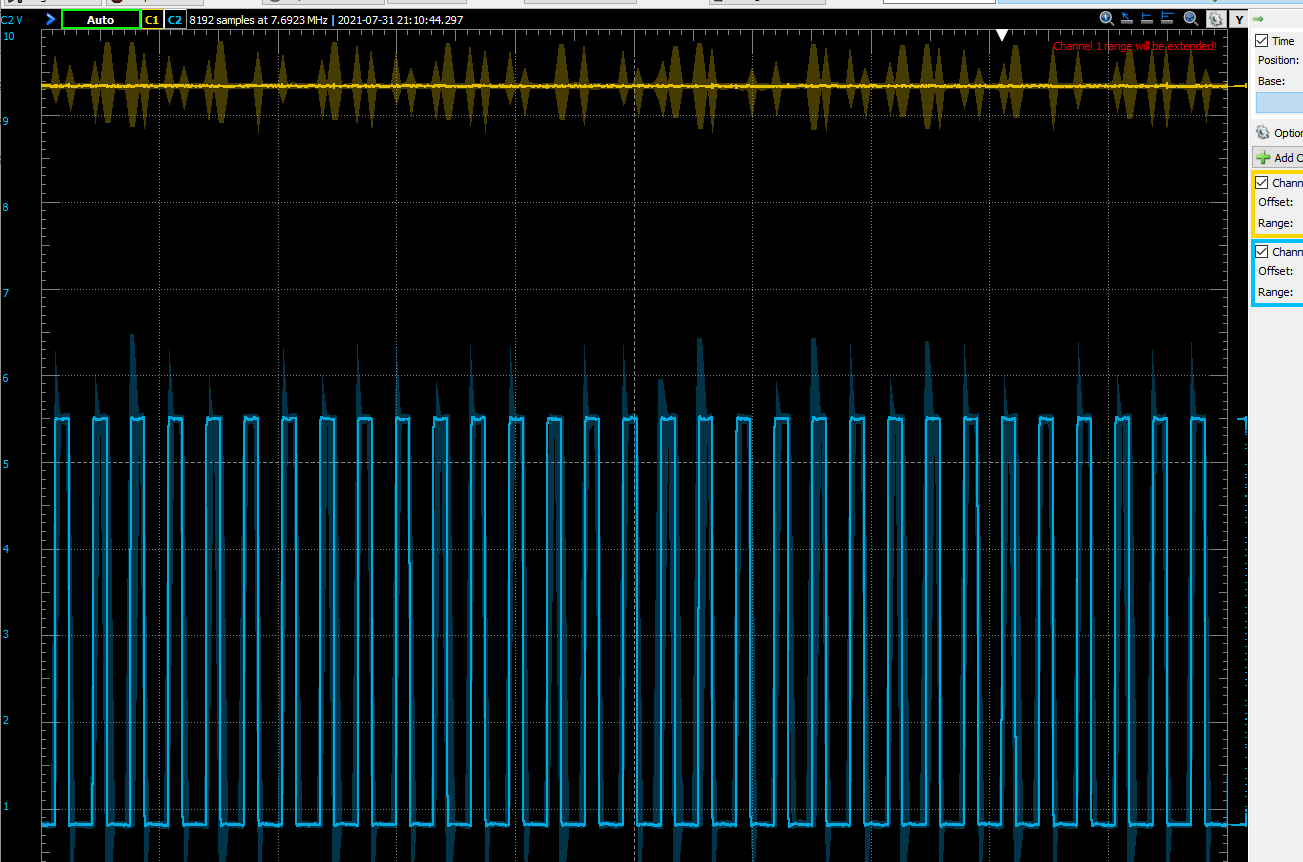 C2 V Auto C1 C2 8192 samples at 7.6923 MHz | 2021-07-31 21:10:44.297 Y
10
Channel 1 range will be extended!
9
8
7
6
5
4
3
2
1
Time
Position:
Base:
Option
Add C
Chann
Offset:
Range:
Chann
Offset:
Range: